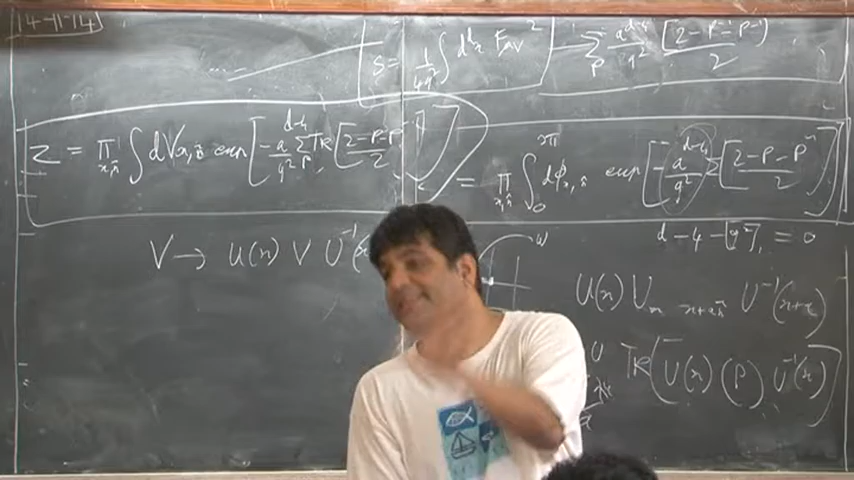 14-11-14
S = 1/4g² ∫ dᵈx Fμν² → Σ_P a^{d-4}/g² [2-P-P⁻¹]/2
Z = Π_{x,n̂} ∫ dV_{x,n̂} exp[-a^{d-4}/g² Σ_P TR[2-P-P⁻¹]/2]
= Π_{x,n̂} ∫_0^{2π} dφ_{x,n̂} exp[-a^{d-4}/g² Σ[2-P-P⁻¹]/2]
d-4-[g²] = 0
V → U(x) V U⁻¹(
U(x) U_{x → x+an̂} U⁻¹(x+a)
TR(U(x) (P) U⁻¹(x))